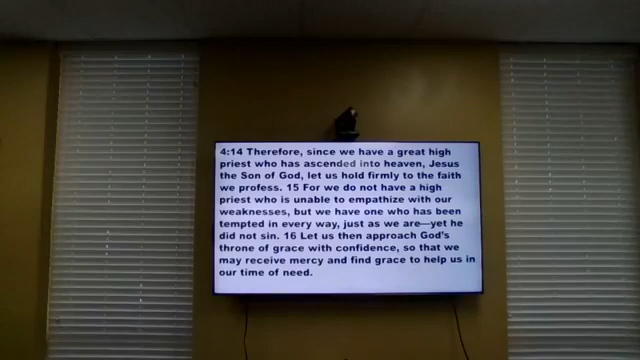 4:14 Therefore, since we have a great high
priest who has ascended into heaven, Jesus
the Son of God, let us hold firmly to the faith
we profess. 15 For we do not have a high
priest who is unable to empathize with our
weaknesses, but we have one who has been
tempted in every way, just as we are—yet he
did not sin. 16 Let us then approach God's
throne of grace with confidence, so that we
may receive mercy and find grace to help us in
our time of need.